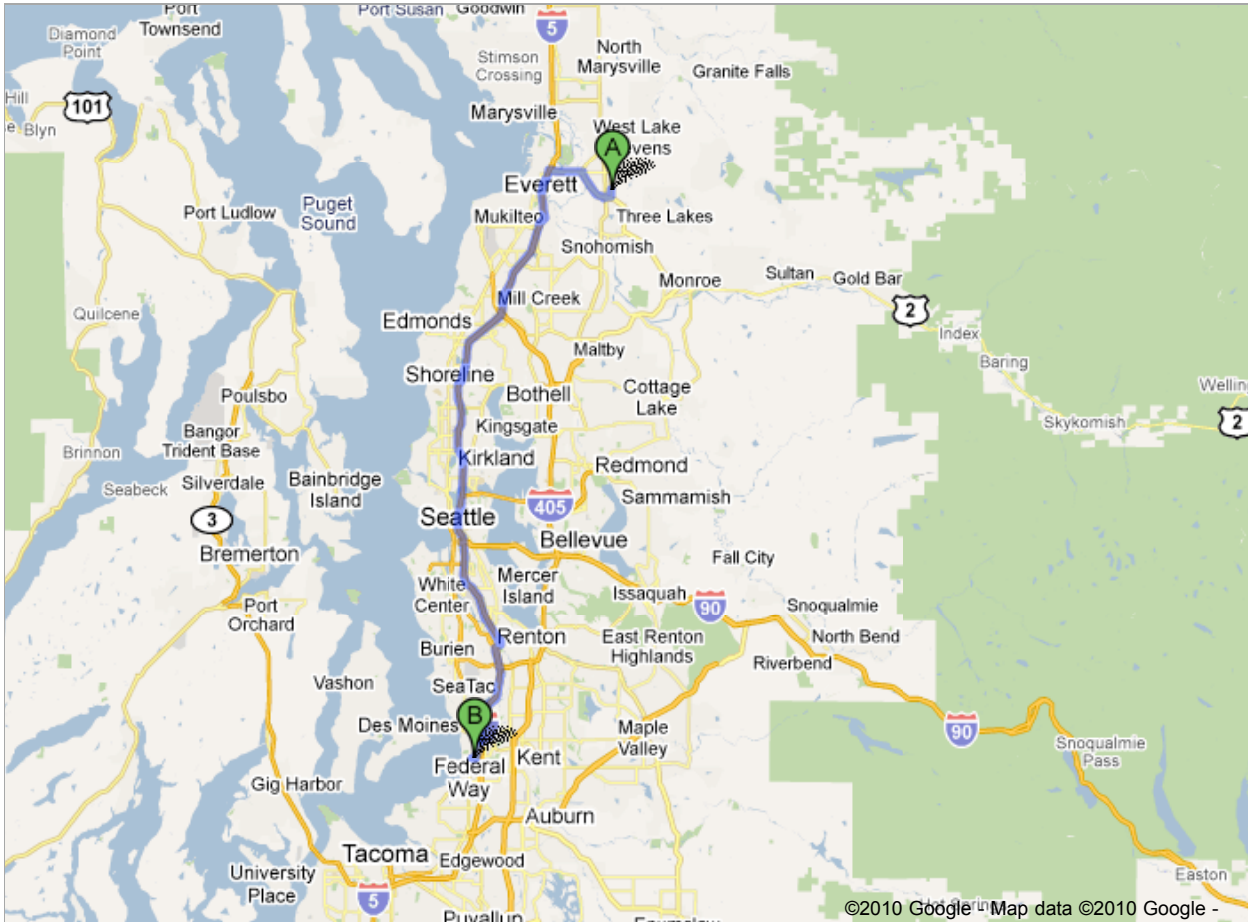 Port
Townsend
Port Susan
Goodwin
5
Diamond
Point
Stimson
Crossing
North
Marysville
Granite Falls
Hill
101
Blyn
Marysville
West Lake
A
Everett
Port Ludlow
Puget
Sound
Mukilteo
Three Lakes
Snohomish
Monroe
Sultan
Gold Bar
2
Quilcene
Mill Creek
Edmonds
Index
Maltby
Baring
Shoreline
Poulsbo
Bothell
Cottage
Lake
Skykomish
2
Bangor
Trident Base
Kingsgate
Brinnon
Kirkland
Redmond
Seabeck
Silverdale
Bainbridge
Island
Sammamish
3
405
Seattle
Bremerton
Bellevue
Fall City
White
Center
Mercer
Island
Issaquah
90
Snoqualmie
Port
Orchard
Burien
Renton
East Renton
Highlands
North Bend
Riverbend
Vashon
SeaTac
B
Des Moines
Maple
Valley
90
Snoqualmie
Pass
Federal
Way
Kent
Gig Harbor
Auburn
Tacoma
Edgewood
University
Place
5
Easton
Puyallup
©2010 Google - Map data ©2010 Google -